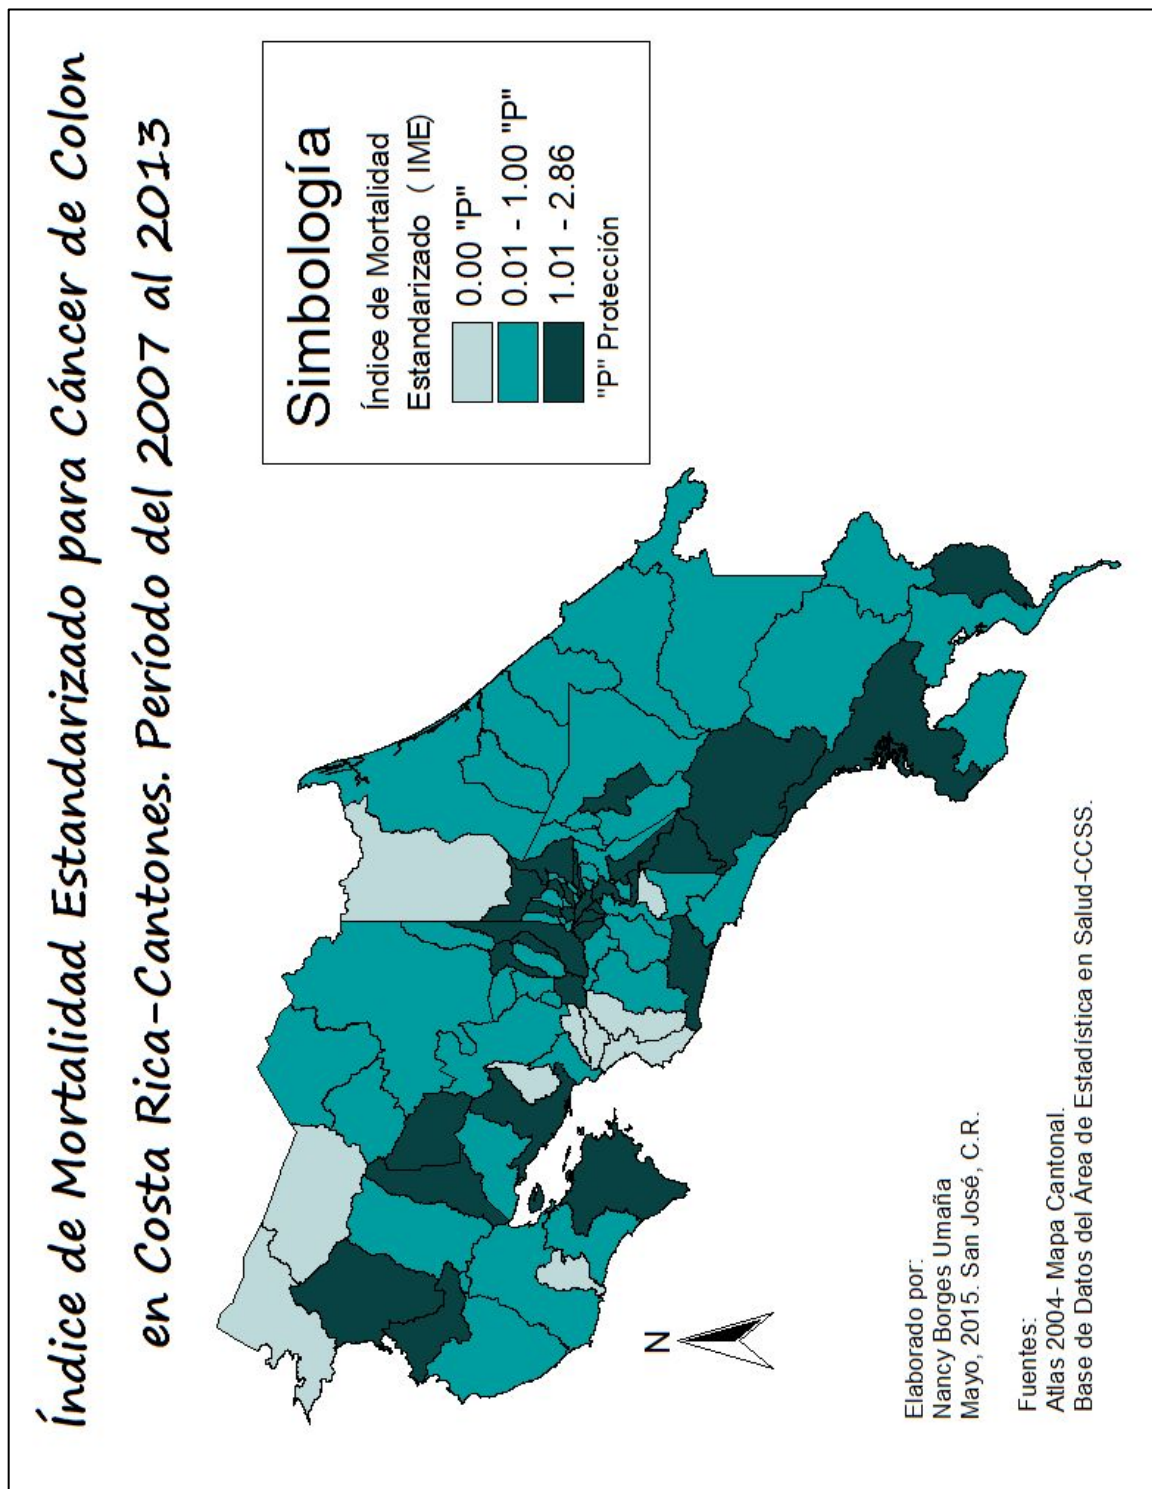 Índice de Mortalidad Estandarizado para Cáncer de Colon
en Costa Rica-Cantones. Período del 2007 al 2013
Simbología
Índice de Mortalidad
Estandarizado ( IME)
0.00 "P"
0.01 - 1.00 "P"
1.01 - 2.86
"P" Protección
N
Elaborado por:
Nancy Borges Umaña
Mayo, 2015. San José, C.R.
Fuentes:
Atlas 2004- Mapa Cantonal.
Base de Datos del Área de Estadística en Salud-CCSS.